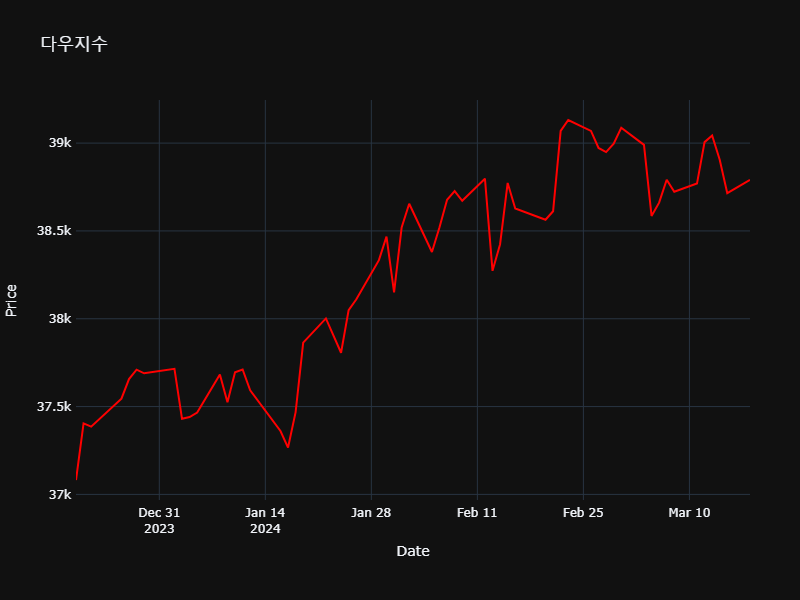 다우지수
39k
38.5k
38k
37.5k
37k
Price
Dec 31
2023
Jan 14
2024
Jan 28
Feb 11
Feb 25
Mar 10
Date